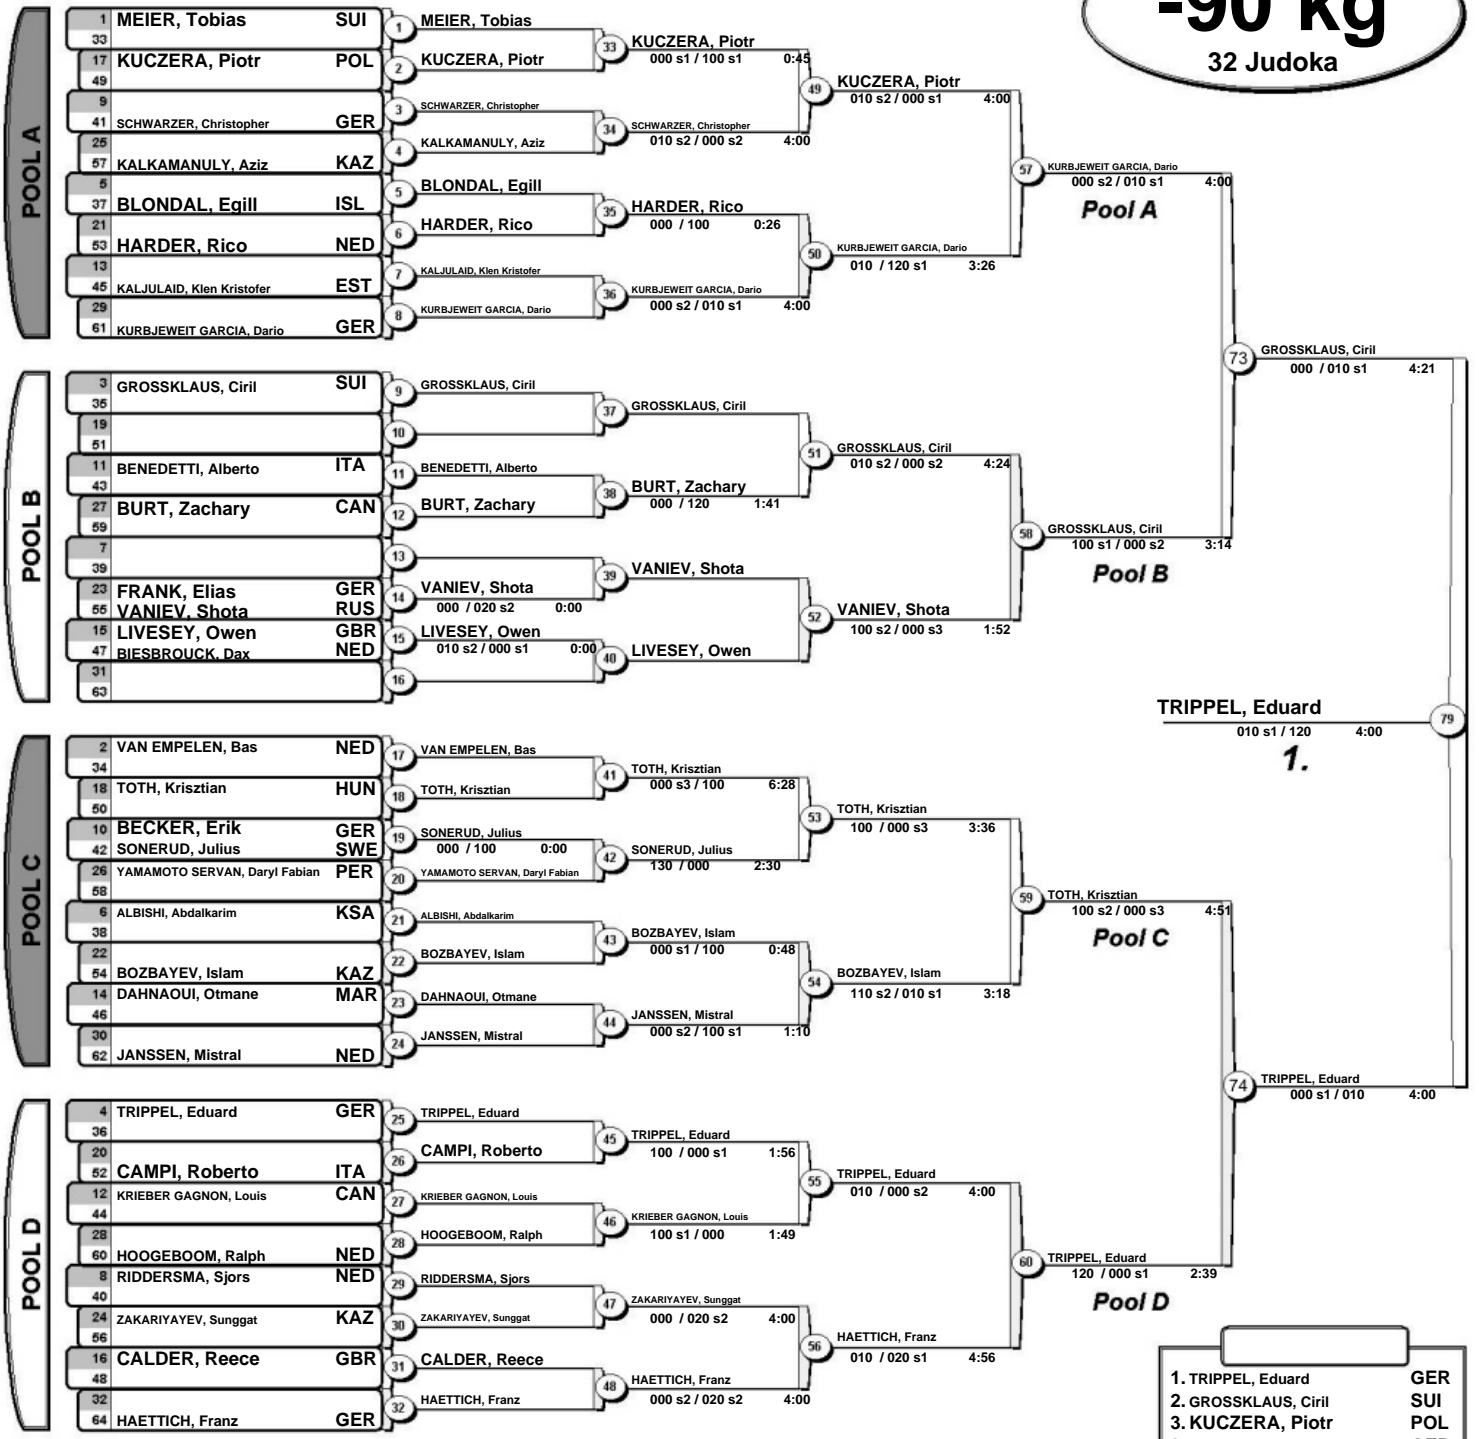 -90 kg
32 Judoka
POOL A
1 MEIER, Tobias SUI
33
17 KUCZERA, Piotr POL
49
9
41 SCHWARZER, Christopher GER
25
57 KALKAMANULY, Aziz KAZ
5
37 BLONDAL, Egill ISL
21
53 HARDER, Rico NED
13
45 KALJULAID, Klen Kristofer EST
29
61 KURBJEWEIT GARCIA, Dario GER
1 MEIER, Tobias
2 KUCZERA, Piotr
3 SCHWARZER, Christopher
4 KALKAMANULY, Aziz
5 BLONDAL, Egill
6 HARDER, Rico
7 KALJULAID, Klen Kristofer
8 KURBJEWEIT GARCIA, Dario
33 KUCZERA, Piotr
000 s1 / 100 s1 0:45
34 SCHWARZER, Christopher
010 s2 / 000 s2 4:00
35 HARDER, Rico
000 / 100 0:26
36 KURBJEWEIT GARCIA, Dario
000 s2 / 010 s1 4:00
49 KUCZERA, Piotr
010 s2 / 000 s1 4:00
50 KURBJEWEIT GARCIA, Dario
010 / 120 s1 3:26
57 KURBJEWEIT GARCIA, Dario
000 s2 / 010 s1 4:00
Pool A
POOL B
3 GROSSKLAUS, Ciril SUI
35
19
51
11 BENEDETTI, Alberto ITA
43
27 BURT, Zachary CAN
59
7
39
23 FRANK, Elias GER
55 VANIEV, Shota RUS
15 LIVESEY, Owen GBR
47 BIESBROUCK, Dax NED
31
63
9 GROSSKLAUS, Ciril
10
11 BENEDETTI, Alberto
12 BURT, Zachary
13
14 VANIEV, Shota
000 / 020 s2 0:00
15 LIVESEY, Owen
010 s2 / 000 s1 0:00
16
37 GROSSKLAUS, Ciril
38 BURT, Zachary
000 / 120 1:41
39 VANIEV, Shota
40 LIVESEY, Owen
51 GROSSKLAUS, Ciril
010 s2 / 000 s2 4:24
52 VANIEV, Shota
100 s2 / 000 s3 1:52
58 GROSSKLAUS, Ciril
100 s1 / 000 s2 3:14
Pool B
73 GROSSKLAUS, Ciril
000 / 010 s1 4:21
TRIPPEL, Eduard 79
010 s1 / 120 4:00
1.
POOL C
2 VAN EMPELEN, Bas NED
34
18 TOTH, Krisztian HUN
50
10 BECKER, Erik GER
42 SONERUD, Julius SWE
26 YAMAMOTO SERVAN, Daryl Fabian PER
58
6 ALBISHI, Abdalkarim KSA
38
22
54 BOZBAYEV, Islam KAZ
14 DAHNAOUI, Otmane MAR
46
30
62 JANSSEN, Mistral NED
17 VAN EMPELEN, Bas
18 TOTH, Krisztian
19 SONERUD, Julius
000 / 100 0:00
20 YAMAMOTO SERVAN, Daryl Fabian
21 ALBISHI, Abdalkarim
22 BOZBAYEV, Islam
23 DAHNAOUI, Otmane
24 JANSSEN, Mistral
41 TOTH, Krisztian
000 s3 / 100 6:28
42 SONERUD, Julius
130 / 000 2:30
43 BOZBAYEV, Islam
000 s1 / 100 0:48
44 JANSSEN, Mistral
000 s2 / 100 s1 1:10
53 TOTH, Krisztian
100 / 000 s3 3:36
54 BOZBAYEV, Islam
110 s2 / 010 s1 3:18
59 TOTH, Krisztian
100 s2 / 000 s3 4:51
Pool C
POOL D
4 TRIPPEL, Eduard GER
36
20
52 CAMPI, Roberto ITA
12 KRIEBER GAGNON, Louis CAN
44
28
60 HOOGEBOOM, Ralph NED
8 RIDDERSMA, Sjors NED
40
24 ZAKARIYAYEV, Sunggat KAZ
56
16 CALDER, Reece GBR
48
32
64 HAETTICH, Franz GER
25 TRIPPEL, Eduard
26 CAMPI, Roberto
27 KRIEBER GAGNON, Louis
28 HOOGEBOOM, Ralph
29 RIDDERSMA, Sjors
30 ZAKARIYAYEV, Sunggat
31 CALDER, Reece
32 HAETTICH, Franz
45 TRIPPEL, Eduard
100 / 000 s1 1:56
46 KRIEBER GAGNON, Louis
100 s1 / 000 1:49
47 ZAKARIYAYEV, Sunggat
000 / 020 s2 4:00
48 HAETTICH, Franz
000 s2 / 020 s2 4:00
55 TRIPPEL, Eduard
010 / 000 s2 4:00
56 HAETTICH, Franz
010 / 020 s1 4:56
60 TRIPPEL, Eduard
120 / 000 s1 2:39
Pool D
74 TRIPPEL, Eduard
000 s1 / 010 4:00
1. TRIPPEL, Eduard GER
2. GROSSKLAUS, Ciril SUI
3. KUCZERA, Piotr POL